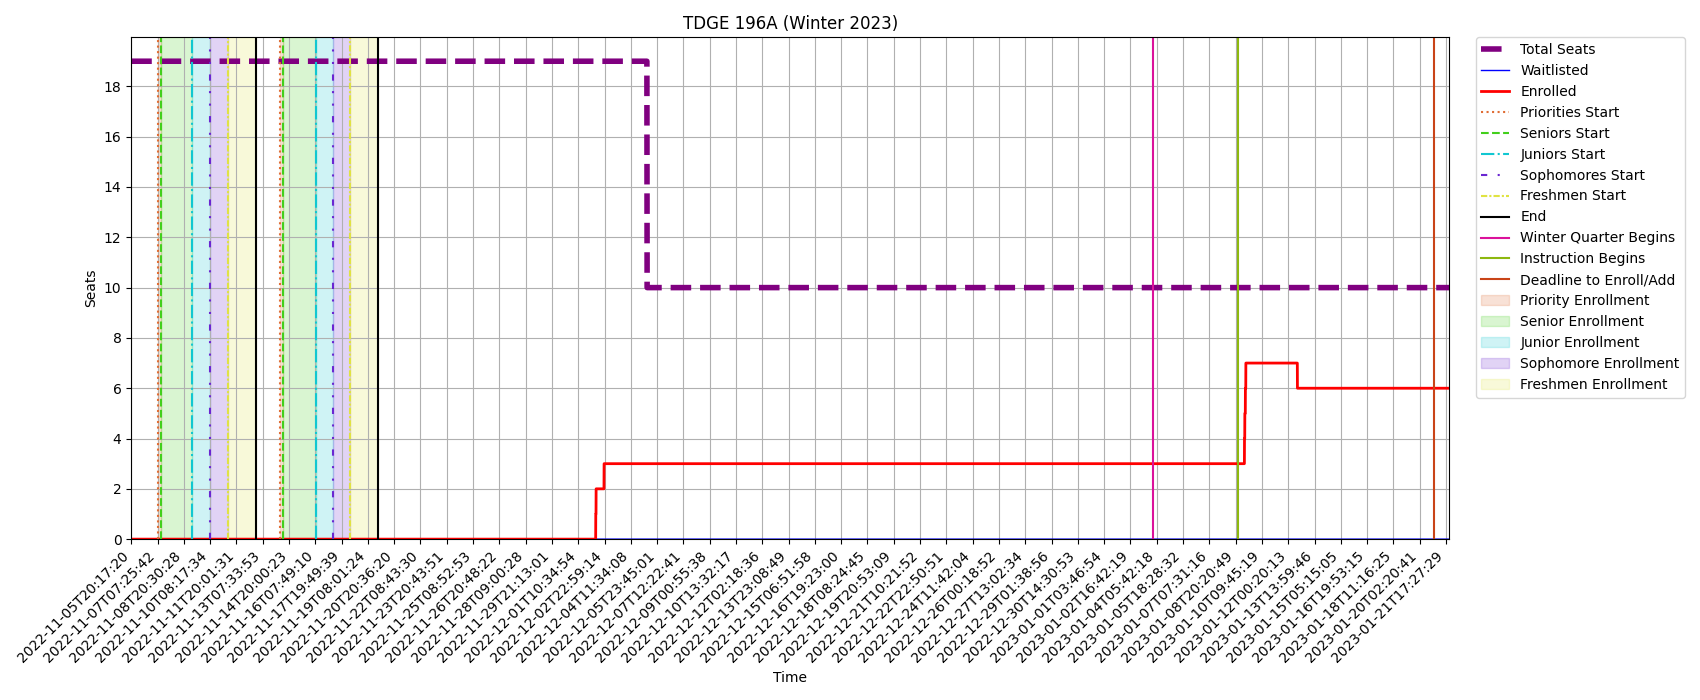 TDGE 196A (Winter 2023)
Seats
18
16
14
12
10
8
6
4
2
0
2022-11-05T20:17:20
2022-11-07T07:25:42
2022-11-08T20:30:28
2022-11-10T08:17:34
2022-11-11T20:01:31
2022-11-13T07:33:53
2022-11-14T20:00:23
2022-11-16T07:49:10
2022-11-17T19:49:39
2022-11-19T08:01:24
2022-11-20T20:36:20
2022-11-22T08:43:30
2022-11-23T20:43:51
2022-11-25T08:52:53
2022-11-26T20:48:22
2022-11-28T09:00:28
2022-11-29T21:13:01
2022-12-01T10:34:54
2022-12-02T22:59:14
2022-12-04T11:34:08
2022-12-05T23:45:01
2022-12-07T12:22:41
2022-12-09T00:55:38
2022-12-10T13:32:17
2022-12-12T02:18:36
2022-12-13T23:08:49
2022-12-15T06:51:58
2022-12-16T19:23:00
2022-12-18T08:24:45
2022-12-19T20:53:09
2022-12-21T10:21:52
2022-12-22T22:50:51
2022-12-24T11:42:04
2022-12-26T00:18:52
2022-12-27T13:02:34
2022-12-29T01:38:56
2022-12-30T14:30:53
2023-01-01T03:46:54
2023-01-02T16:42:19
2023-01-04T05:42:18
2023-01-05T18:28:32
2023-01-07T07:31:16
2023-01-08T20:20:49
2023-01-10T09:45:19
2023-01-12T00:20:13
2023-01-13T13:59:46
2023-01-15T05:15:05
2023-01-16T19:53:15
2023-01-18T11:16:25
2023-01-20T02:20:41
2023-01-21T17:27:29
Time
Total Seats
Waitlisted
Enrolled
Priorities Start
Seniors Start
Juniors Start
Sophomores Start
Freshmen Start
End
Winter Quarter Begins
Instruction Begins
Deadline to Enroll/Add
Priority Enrollment
Senior Enrollment
Junior Enrollment
Sophomore Enrollment
Freshmen Enrollment